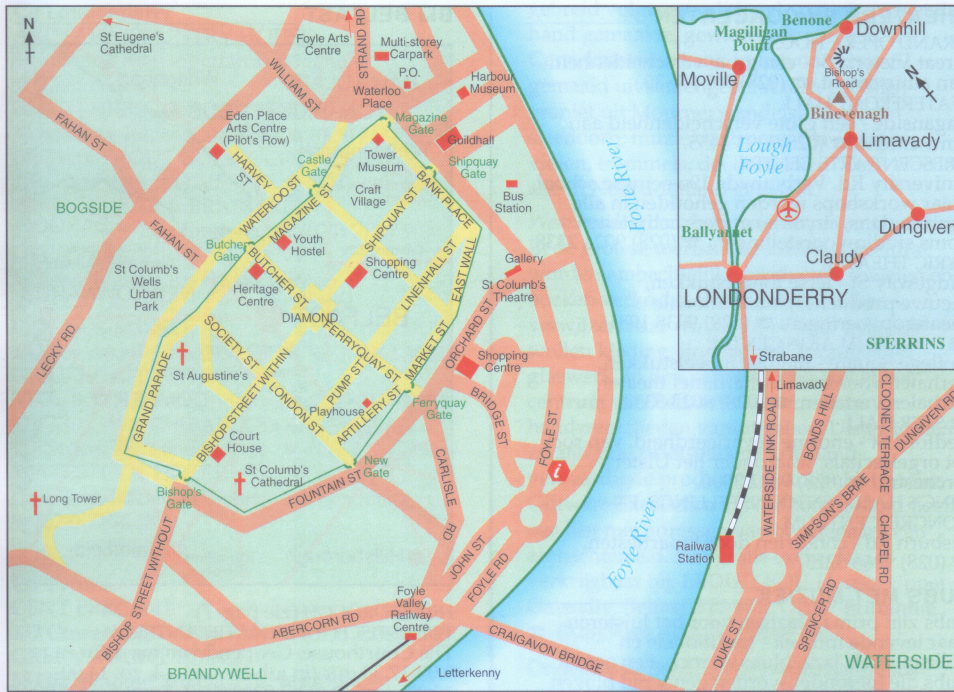 N
St Eugene's
Cathedral
Foyle Arts
Centre
STRAND RD
Multi-storey
Carpark
P.O.
Waterloo
Place
Harbour
Museum
WILLIAM ST
Magazine
Gate
Guildhall
FAHAN ST
Eden Place
Arts Centre
(Pilot's Row)
HARVEY
ST
Castle
Gate
Tower
Museum
Shipquay
Gate
Craft
Village
BANK PLACE
Bus
Station
WATERLOO ST
MAGAZINE ST
SHIPQUAY ST
BOGSIDE
FAHAN ST
Butcher
Gate
Youth
Hostel
BUTCHER ST
Heritage
Centre
Shopping
Centre
LINENHALL ST
EAST WALL
Gallery
St Columb's
Theatre
St Columb's
Wells
Urban
Park
DIAMOND
ORCHARD ST
LECKY RD
SOCIETY ST
FERRYQUAY ST
MARKET ST
Shopping
Centre
St Augustine's
BISHOP STREET WITHIN
PUMP ST
LONDON ST
Playhouse
ARTILLERY ST
Ferryquay
Gate
BRIDGE ST
FOYLE ST
GRAND PARADE
Court
House
St Columb's
Cathedral
New
Gate
CARLISLE
RD
i
Long Tower
Bishop's
Gate
FOUNTAIN ST
BISHOP STREET WITHOUT
JOHN ST
FOYLE RD
Foyle
Valley
Railway
Centre
ABERCORN RD
CRAIGAVON BRIDGE
BRANDYWELL
Letterkenny
Foyle River
Foyle River
Benone
Magilligan
Point
Downhill
Moville
Bishop's
Road
N
Binevenagh
Limavady
Lough
Foyle
Ballyarnet
Dungiven
Claudy
LONDONDERRY
SPERRINS
Strabane
Limavady
WATERSIDE LINK ROAD
BONDS HILL
CLOONEY TERRACE
DUNGIVEN RD
SIMPSON'S BRAE
CHAPEL RD
Railway
Station
DUKE ST
SPENCER RD
WATERSIDE